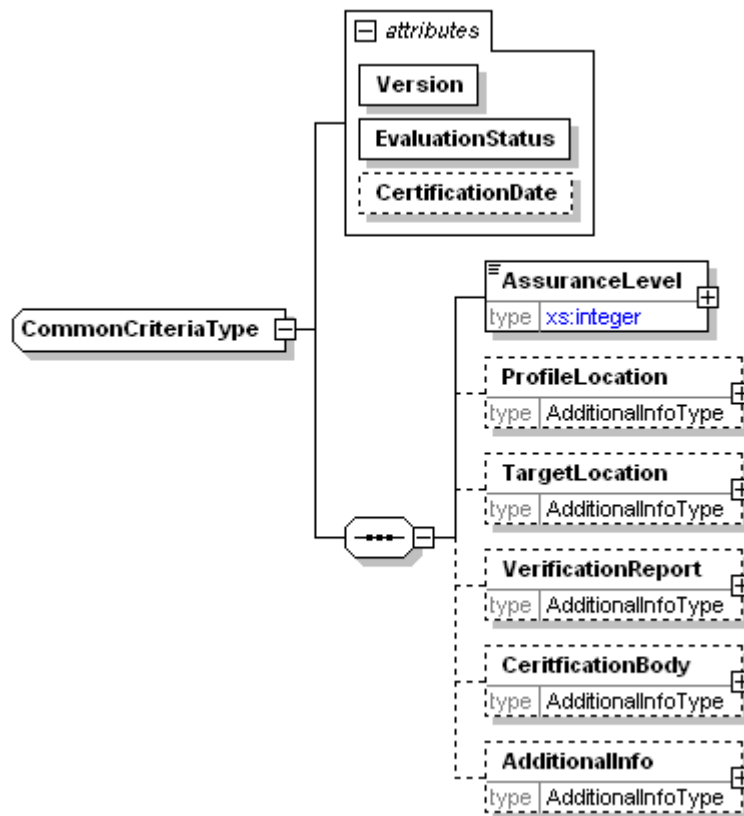 attributes
Version
EvaluationStatus
CertificationDate
CommonCriteriaType
AssuranceLevel
type xs:integer
ProfileLocation
type AdditionalInfoType
TargetLocation
type AdditionalInfoType
VerificationReport
type AdditionalInfoType
CeritficationBody
type AdditionalInfoType
AdditionalInfo
type AdditionalInfoType